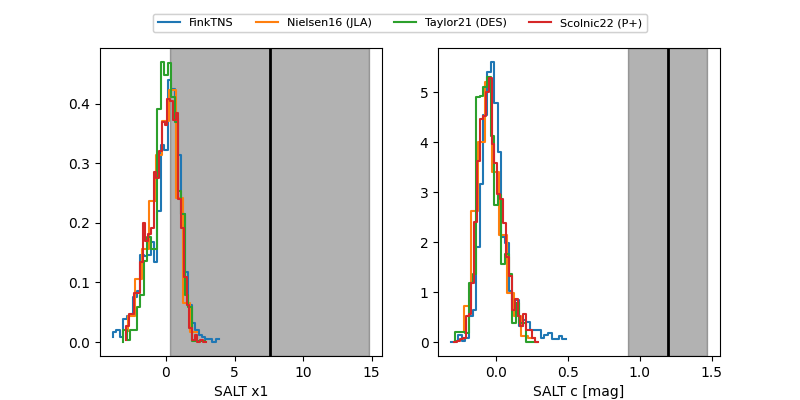 FinkTNS Nielsen16 (JLA) Taylor21 (DES) Scolnic22 (P+)
0.4
0.3
0.2
0.1
0.0
0 5 10 15
SALT x1
5
4
3
2
1
0
0.0 0.5 1.0 1.5
SALT c [mag]